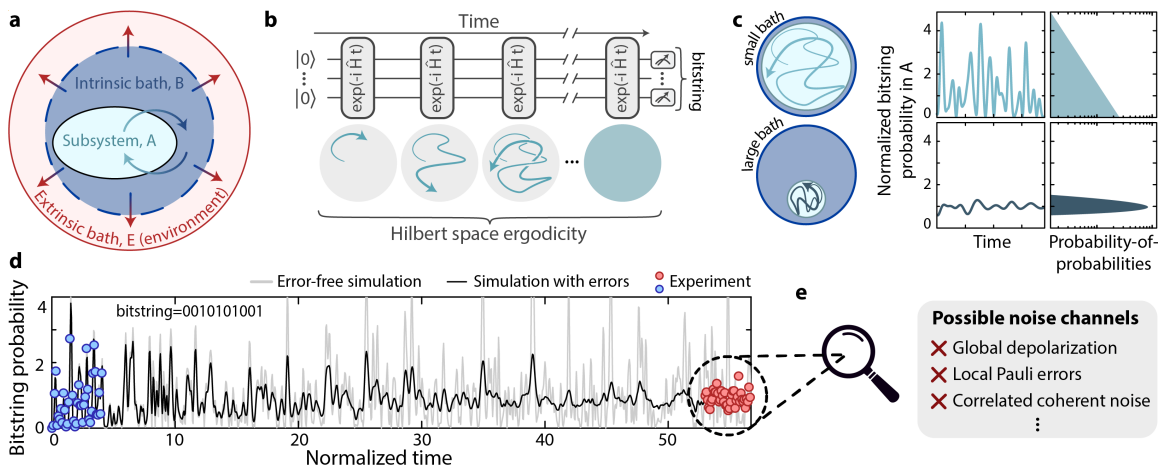 a
Intrinsic bath, B
Subsystem, A
Extrinsic bath, E (environment)
b
Time
|0⟩
⋮
|0⟩
exp(-i Ĥ t)
exp(-i Ĥ t)
exp(-i Ĥ t)
exp(-i Ĥ t)
bitstring
...
Hilbert space ergodicity
c
small bath
large bath
Normalized bitsring
probability in A
4
2
0
4
2
0
Time
Probability-of-
probabilities
d
Error-free simulation
Simulation with errors
Experiment
Bitstring probability
4
2
0
bitstring=0010101001
0
10
20
30
40
50
Normalized time
e
Possible noise channels
Global depolarization
Local Pauli errors
Correlated coherent noise
⋮